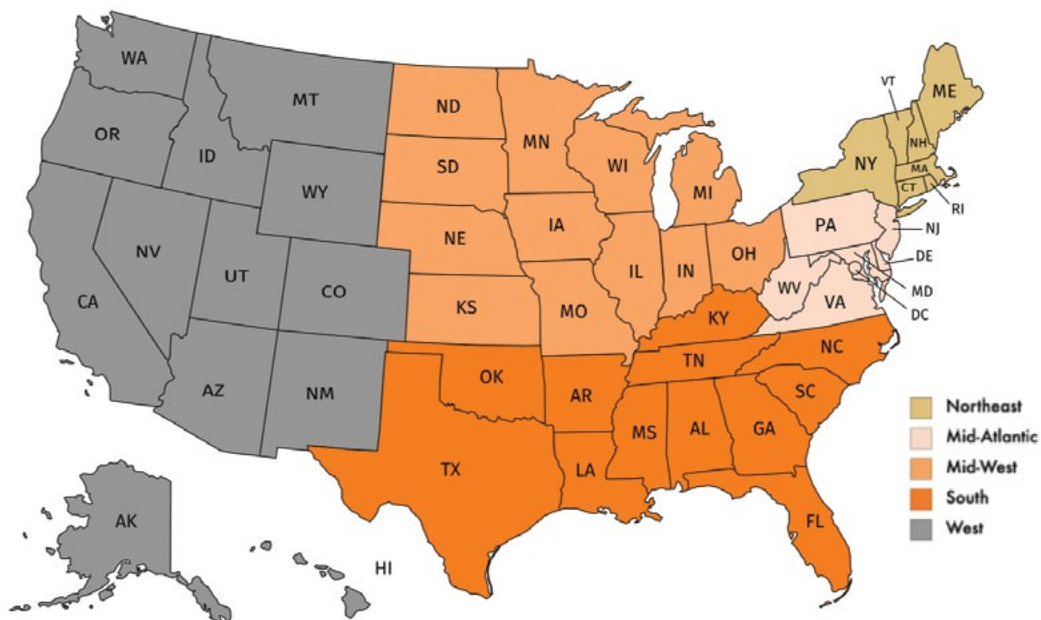 WA
MT
ND
MN
VT
ME
OR
ID
SD
WI
MI
NY
NH
MA
CT
RI
WY
IA
PA
NJ
NE
NV
UT
CO
IL
IN
OH
WV
VA
DE
MD
DC
CA
KS
MO
KY
NC
TN
AZ
NM
OK
AR
SC
MS
AL
GA
TX
LA
FL
AK
HI
Northeast
Mid-Atlantic
Mid-West
South
West